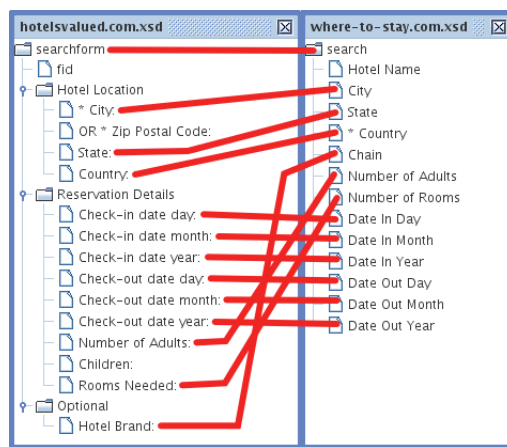 hotelsvalued.com.xsd
searchform
fid
Hotel Location
* City:
OR * Zip Postal Code:
State:
Country:
Reservation Details
Check-in date day:
Check-in date month:
Check-in date year:
Check-out date day:
Check-out date month:
Check-out date year:
Number of Adults:
Children:
Rooms Needed:
Optional
Hotel Brand:
where-to-stay.com.xsd
search
Hotel Name
City
State
* Country
Chain
Number of Adults
Number of Rooms
Date In Day
Date In Month
Date In Year
Date Out Day
Date Out Month
Date Out Year